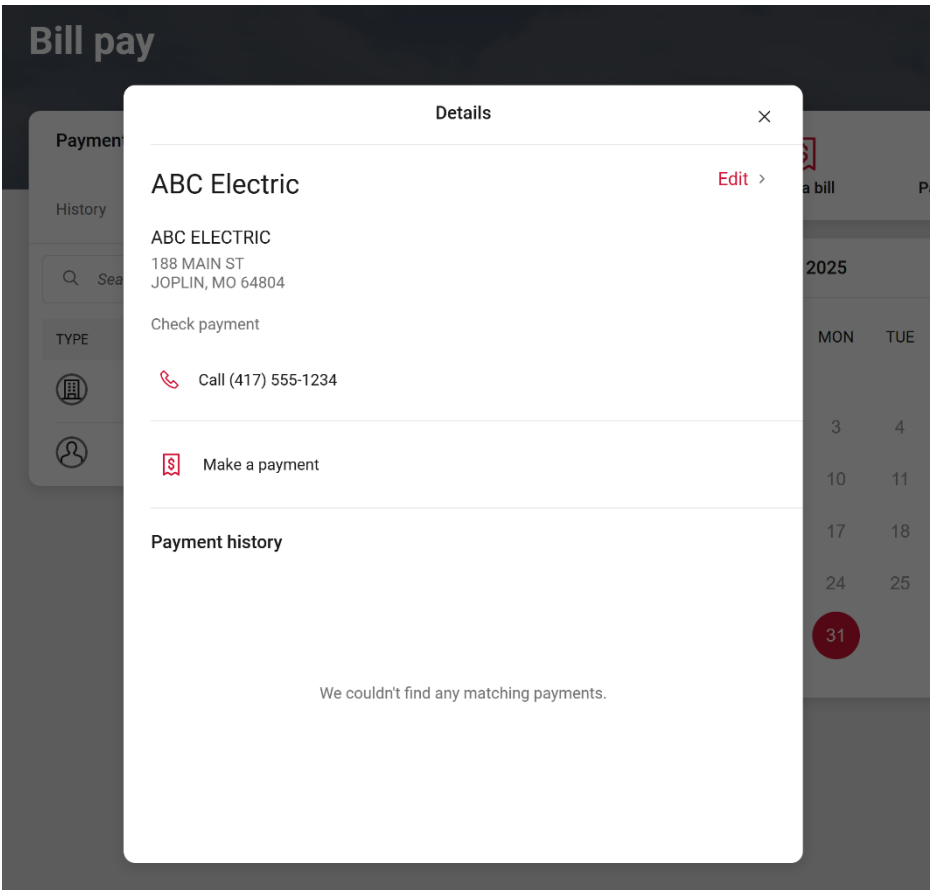 Bill pay
Details
Payment
a bill
ABC Electric
Edit
History
ABC ELECTRIC
2025
188 MAIN ST
JOPLIN, MO 64804
Check payment
TYPE
MON TUE
Call (417) 555-1234
3 4
Make a payment
10 11
17 18
Payment history
24 25
31
We couldn't find any matching payments.